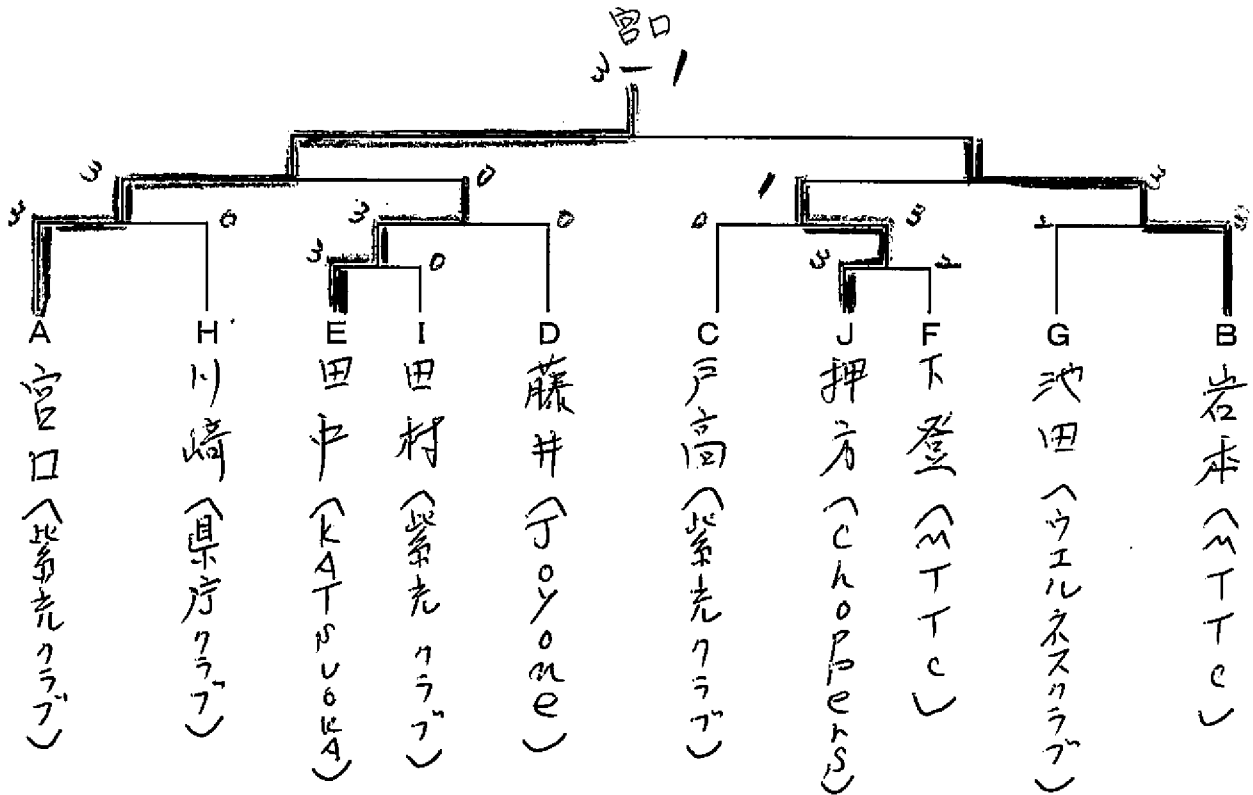 宮口
3 ー 1
3 0 1 3
3 0 3 0 0 3 3
3 0 3
A H E I D C J F G B
宮口(紫光クラブ)
川崎(県庁クラブ)
田中(KATSUOKA)
田村(紫光クラブ)
藤井(Joyone)
戸高(紫光クラブ)
押方(Choppers)
下登(MTTC)
池田(ウエルネスクラブ)
岩本(MTTC)